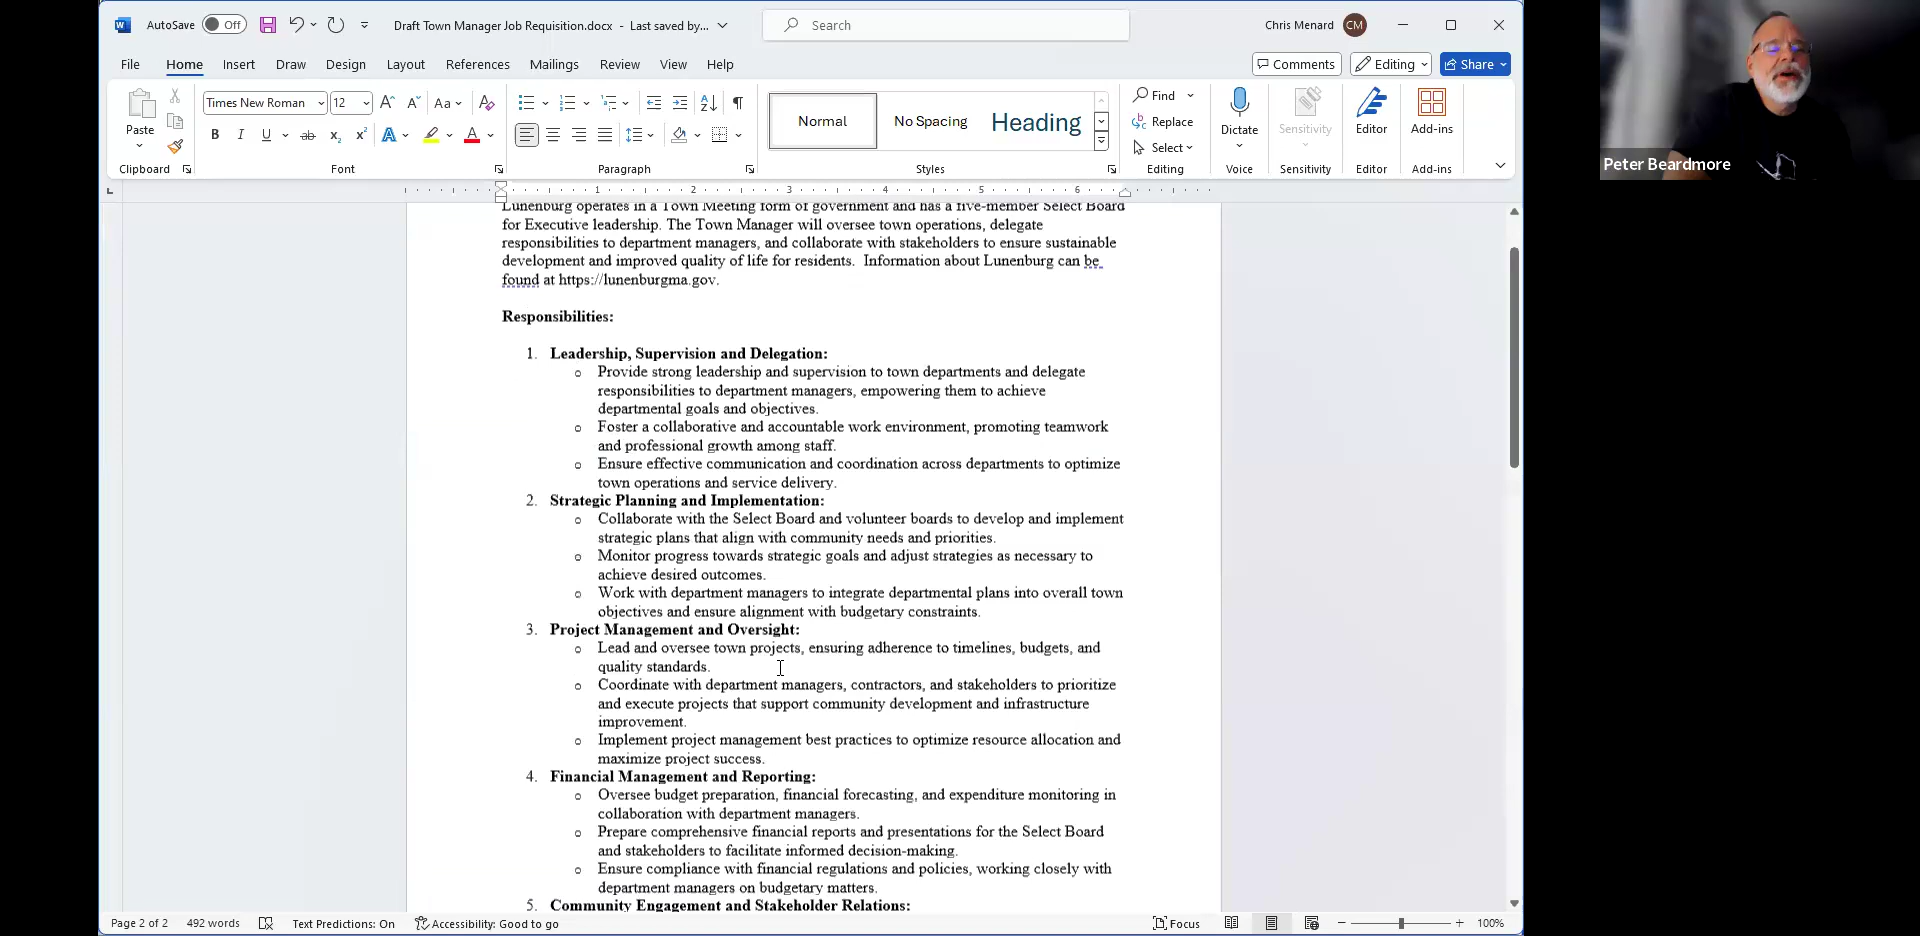 AutoSave Off Draft Town Manager Job Requisition.docx - Last saved by... Search Chris Menard CM
File Home Insert Draw Design Layout References Mailings Review View Help Comments Editing Share
Times New Roman 12 Aa Find
Paste Normal No Spacing Heading Replace Dictate Sensitivity Editor Add-ins
Select
Clipboard Font Paragraph Styles Editing Voice Sensitivity Editor Add-ins
1 2 3 4 5 6
Peter Beardmore
Lunenburg operates in a Town Meeting form of government and has a five-member Select Board
for Executive leadership. The Town Manager will oversee town operations, delegate
responsibilities to department managers, and collaborate with stakeholders to ensure sustainable
development and improved quality of life for residents. Information about Lunenburg can be
found at https://lunenburgma.gov.
Responsibilities:
1. Leadership, Supervision and Delegation:
o Provide strong leadership and supervision to town departments and delegate
responsibilities to department managers, empowering them to achieve
departmental goals and objectives.
o Foster a collaborative and accountable work environment, promoting teamwork
and professional growth among staff.
o Ensure effective communication and coordination across departments to optimize
town operations and service delivery.
2. Strategic Planning and Implementation:
o Collaborate with the Select Board and volunteer boards to develop and implement
strategic plans that align with community needs and priorities.
o Monitor progress towards strategic goals and adjust strategies as necessary to
achieve desired outcomes.
o Work with department managers to integrate departmental plans into overall town
objectives and ensure alignment with budgetary constraints.
3. Project Management and Oversight:
o Lead and oversee town projects, ensuring adherence to timelines, budgets, and
quality standards.
o Coordinate with department managers, contractors, and stakeholders to prioritize
and execute projects that support community development and infrastructure
improvement.
o Implement project management best practices to optimize resource allocation and
maximize project success.
4. Financial Management and Reporting:
o Oversee budget preparation, financial forecasting, and expenditure monitoring in
collaboration with department managers.
o Prepare comprehensive financial reports and presentations for the Select Board
and stakeholders to facilitate informed decision-making.
o Ensure compliance with financial regulations and policies, working closely with
department managers on budgetary matters.
5. Community Engagement and Stakeholder Relations:
Page 2 of 2 492 words Text Predictions: On Accessibility: Good to go Focus 100%